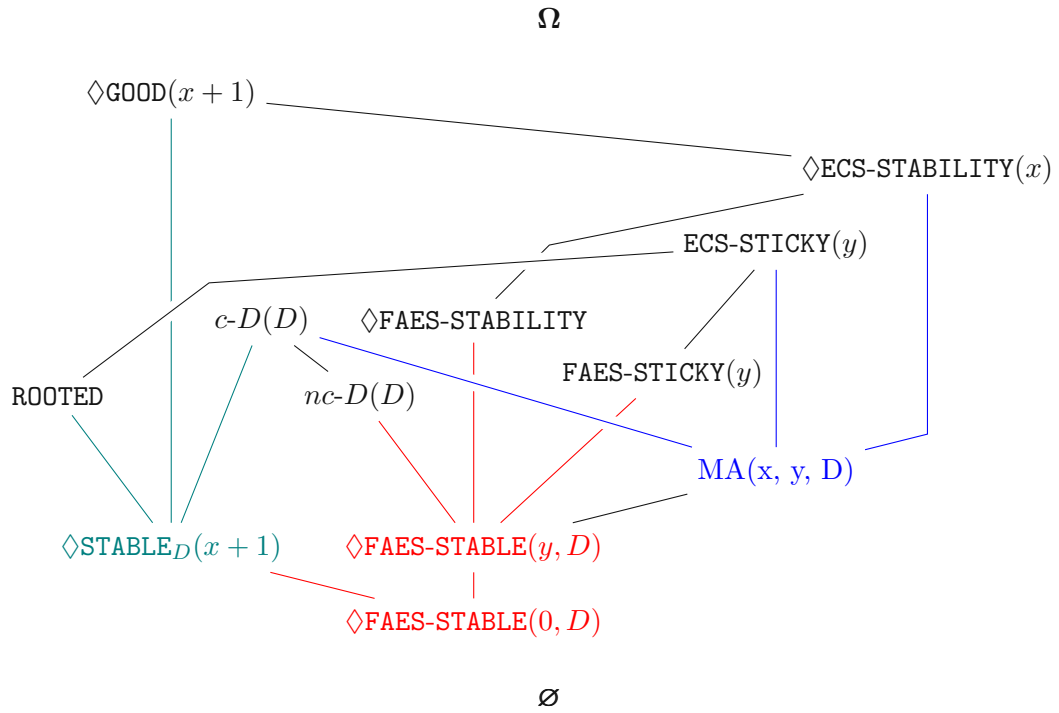 Ω
◇GOOD(x + 1)
◇ECS-STABILITY(x)
ECS-STICKY(y)
c-D(D)
◇FAES-STABILITY
FAES-STICKY(y)
ROOTED
nc-D(D)
MA(x, y, D)
◇STABLE_D(x + 1)
◇FAES-STABLE(y, D)
◇FAES-STABLE(0, D)
∅